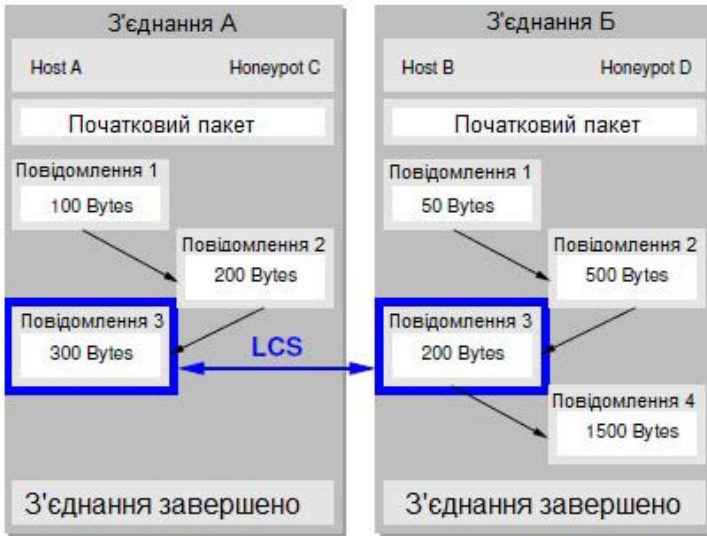 З'єднання А
Host A Honeypot C
Початковий пакет
Повідомлення 1
100 Bytes
Повідомлення 2
200 Bytes
Повідомлення 3
300 Bytes
З'єднання завершено
LCS
З'єднання Б
Host B Honeypot D
Початковий пакет
Повідомлення 1
50 Bytes
Повідомлення 2
500 Bytes
Повідомлення 3
200 Bytes
Повідомлення 4
1500 Bytes
З'єднання завершено